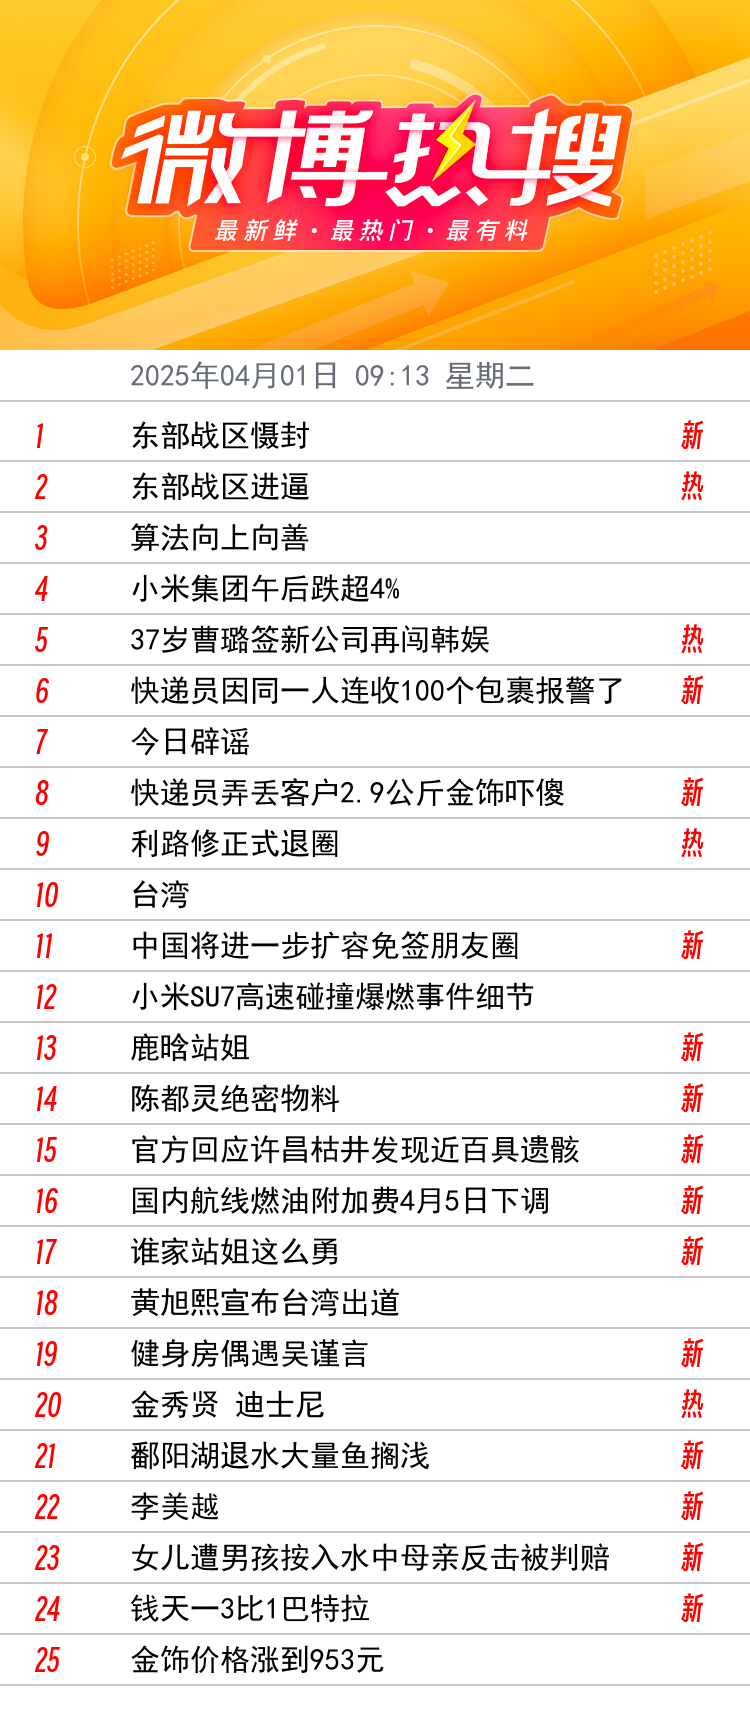 微博热搜
最新鲜·最热门·最有料
2025年04月01日 09:13 星期二
1 东部战区慑封 新
2 东部战区进逼 热
3 算法向上向善
4 小米集团午后跌超4%
5 37岁曹璐签新公司再闯韩娱 热
6 快递员因同一人连收100个包裹报警了 新
7 今日辟谣
8 快递员弄丢客户2.9公斤金饰吓傻 新
9 利路修正式退圈 热
10 台湾
11 中国将进一步扩容免签朋友圈 新
12 小米SU7高速碰撞爆燃事件细节
13 鹿晗站姐 新
14 陈都灵绝密物料 新
15 官方回应许昌枯井发现近百具遗骸 新
16 国内航线燃油附加费4月5日下调 新
17 谁家站姐这么勇 新
18 黄旭熙宣布台湾出道
19 健身房偶遇吴谨言 新
20 金秀贤 迪士尼 热
21 鄱阳湖退水大量鱼搁浅 新
22 李美越 新
23 女儿遭男孩按入水中母亲反击被判赔 新
24 钱天一3比1巴特拉 新
25 金饰价格涨到953元